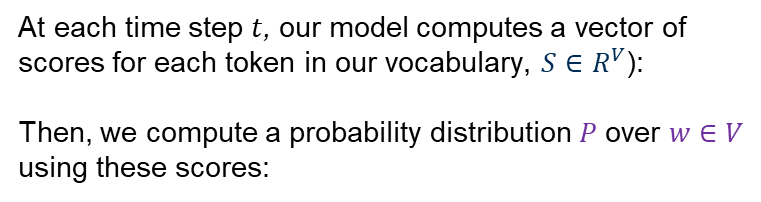 At each time step t, our model computes a vector of
scores for each token in our vocabulary, S ∈ R^V):
Then, we compute a probability distribution P over w ∈ V
using these scores: